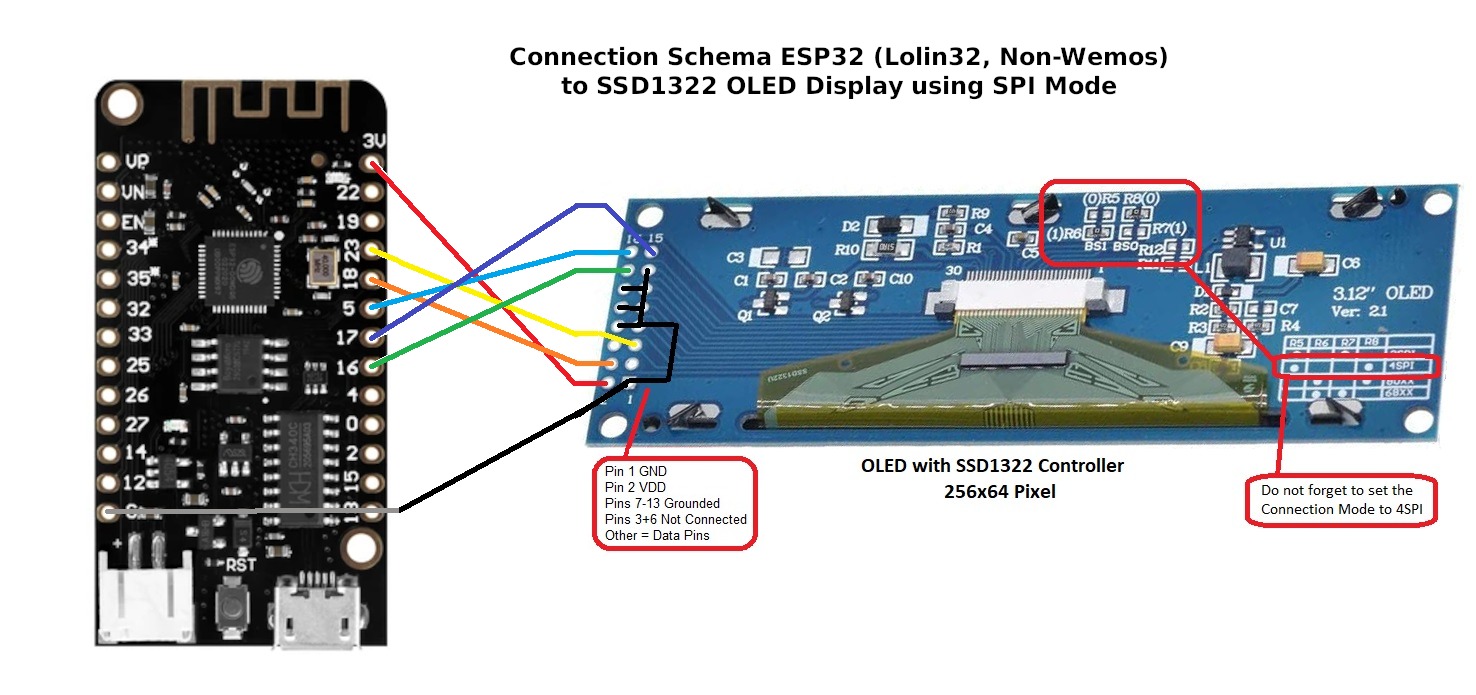 Connection Schema ESP32 (Lolin32, Non-Wemos)
to SSD1322 OLED Display using SPI Mode
3V
VP
VN
EN
34
35
32
33
25
26
27
14
12
22
19
23
18
5
17
16
4
0
2
15
13
CH340C
RST
15
2
1
D2
R9
C4
R1
R10
C3
C1
C2
C10
Q1
Q2
C5
30
1
(0)R5 R8(0)
(1)R6
R7(1)
BS1
BS0
R12
U1
L1
C6
R2
C7
R3
R4
C9
3.12" OLED
Ver: 2.1
R5 R6 R7 R8
4SPI
80XX
68XX
SSD1322U
Pin 1 GND
Pin 2 VDD
Pins 7-13 Grounded
Pins 3+6 Not Connected
Other = Data Pins
OLED with SSD1322 Controller
256x64 Pixel
Do not forget to set the
Connection Mode to 4SPI